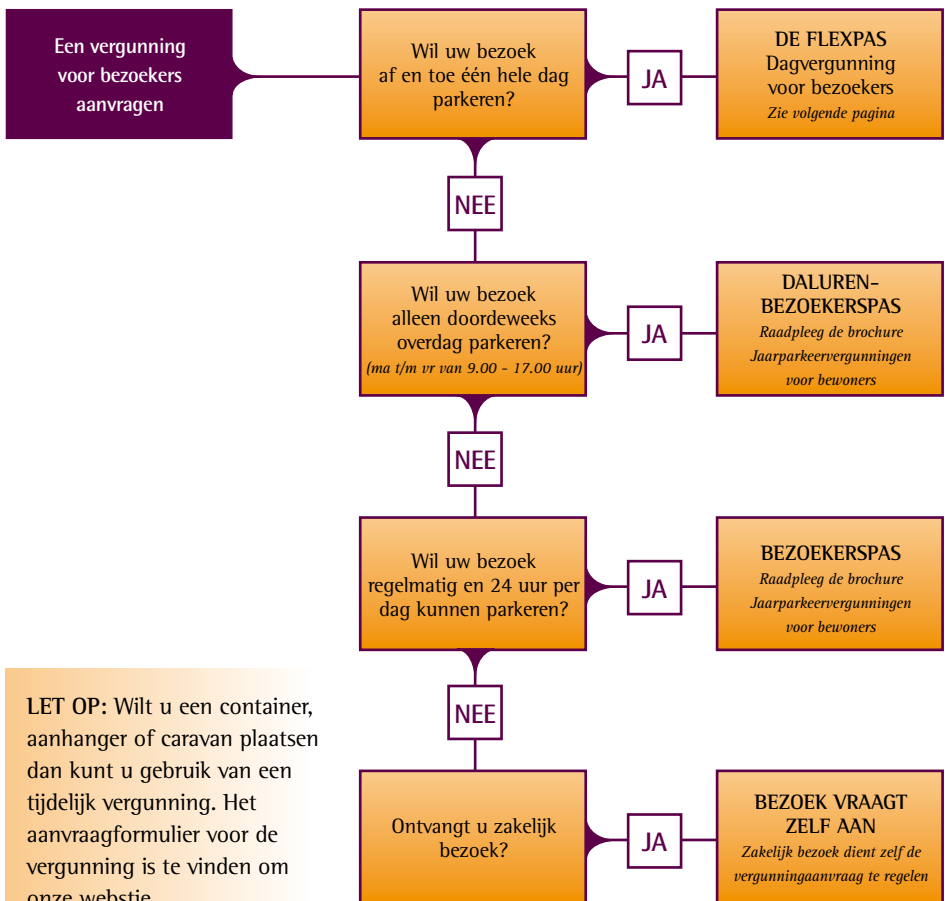 Een vergunning
voor bezoekers
aanvragen
Wil uw bezoek
af en toe één hele dag
parkeren?
JA
DE FLEXPAS
Dagvergunning
voor bezoekers
Zie volgende pagina
NEE
Wil uw bezoek
alleen doordeweeks
overdag parkeren?
(ma t/m vr van 9.00 - 17.00 uur)
JA
DALUREN-
BEZOEKERSPAS
Raadpleeg de brochure
Jaarparkeervergunningen
voor bewoners
NEE
Wil uw bezoek
regelmatig en 24 uur per
dag kunnen parkeren?
JA
BEZOEKERSPAS
Raadpleeg de brochure
Jaarparkeervergunningen
voor bewoners
NEE
Ontvangt u zakelijk
bezoek?
JA
BEZOEK VRAAGT
ZELF AAN
Zakelijk bezoek dient zelf de
vergunningaanvraag te regelen
LET OP: Wilt u een container,
aanhanger of caravan plaatsen
dan kunt u gebruik van een
tijdelijk vergunning. Het
aanvraagformulier voor de
vergunning is te vinden om
onze webstie